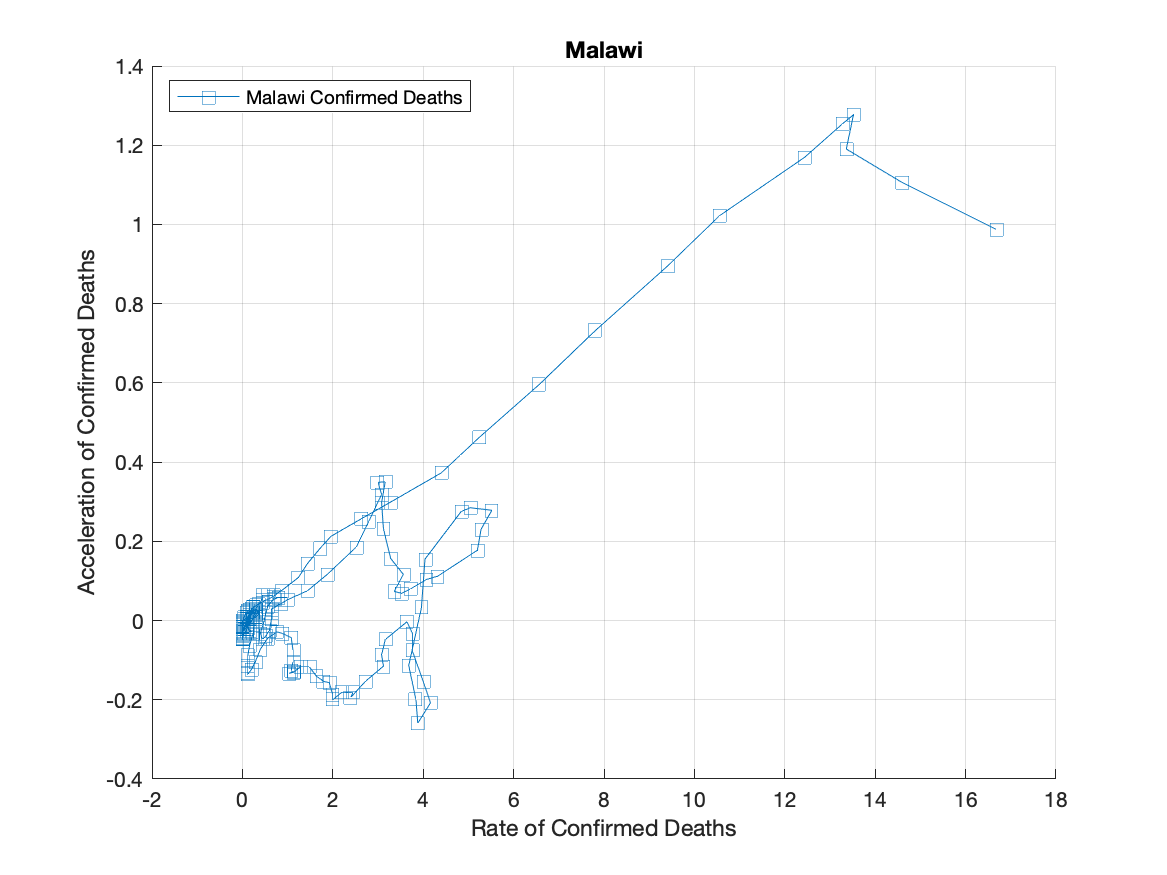 Malawi
Malawi Confirmed Deaths
Acceleration of Confirmed Deaths
1.4
1.2
1
0.8
0.6
0.4
0.2
0
-0.2
-0.4
-2 0 2 4 6 8 10 12 14 16 18
Rate of Confirmed Deaths